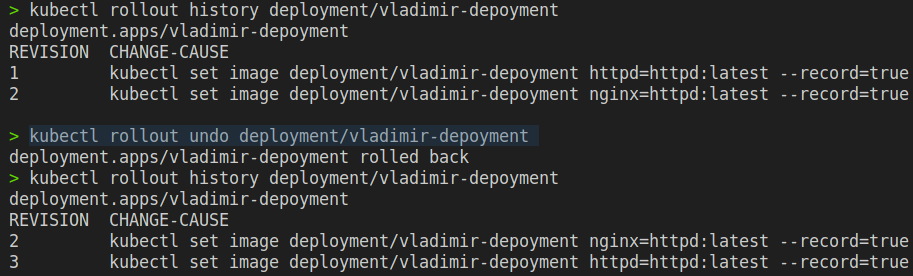 > kubectl rollout history deployment/vladimir-depoyment
deployment.apps/vladimir-depoyment
REVISION  CHANGE-CAUSE
1         kubectl set image deployment/vladimir-depoyment httpd=httpd:latest --record=true
2         kubectl set image deployment/vladimir-depoyment nginx=httpd:latest --record=true
> kubectl rollout undo deployment/vladimir-depoyment
deployment.apps/vladimir-depoyment rolled back
> kubectl rollout history deployment/vladimir-depoyment
deployment.apps/vladimir-depoyment
REVISION  CHANGE-CAUSE
2         kubectl set image deployment/vladimir-depoyment nginx=httpd:latest --record=true
3         kubectl set image deployment/vladimir-depoyment httpd=httpd:latest --record=true